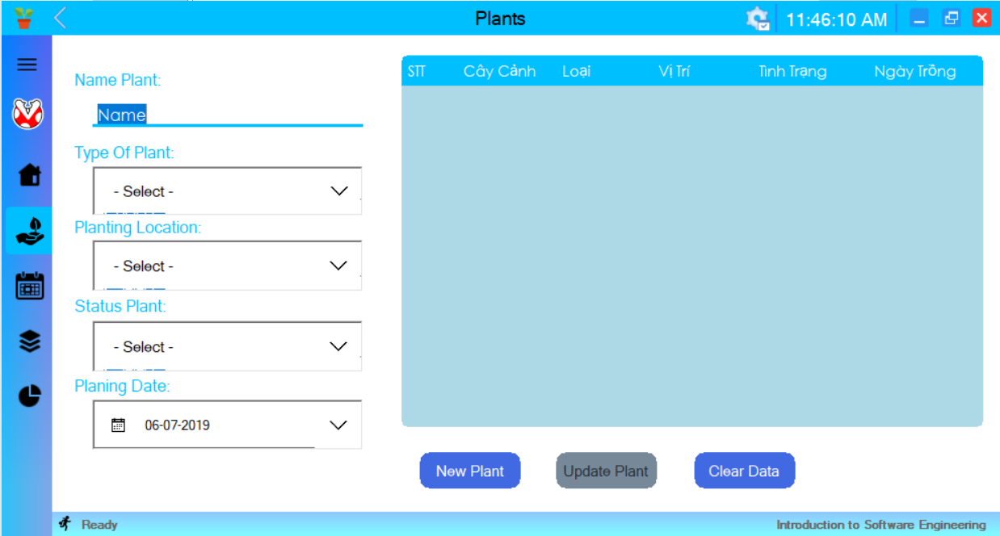 Plants
11:46:10 AM
Name Plant:
Name
Type Of Plant:
- Select -
Planting Location:
- Select -
Status Plant:
- Select -
Planing Date:
06-07-2019
STT Cây Cảnh Loại Vị Trí Tình Trạng Ngày Trồng
New Plant Update Plant Clear Data
Ready
Introduction to Software Engineering